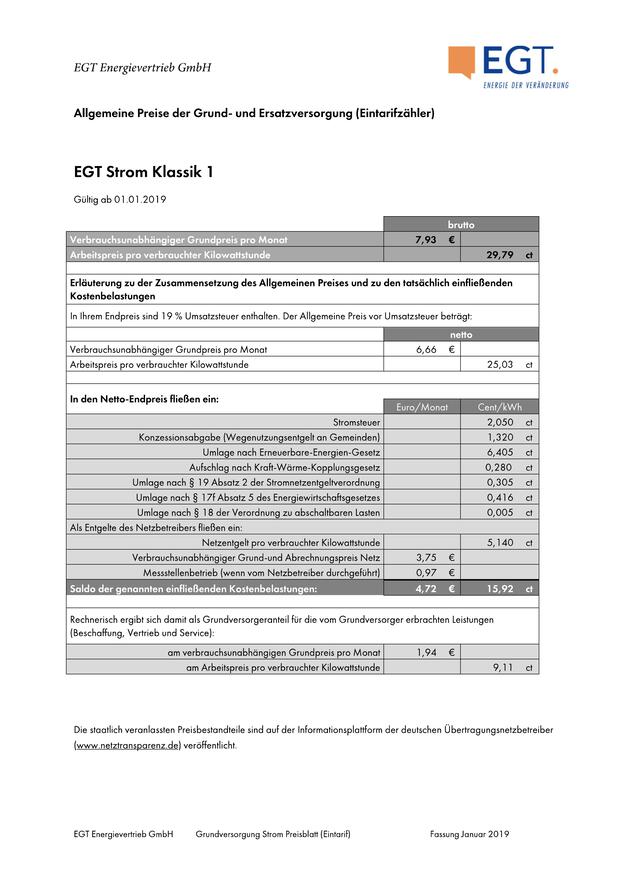 EGT Energievertrieb GmbH
EGT.
ENERGIE DER VERÄNDERUNG
Allgemeine Preise der Grund- und Ersatzversorgung (Eintarifzähler)
EGT Strom Klassik 1
Gültig ab 01.01.2019
brutto
Verbrauchsunabhängiger Grundpreis pro Monat 7,93 €
Arbeitspreis pro verbrauchter Kilowattstunde 29,79 ct
Erläuterung zu der Zusammensetzung des Allgemeinen Preises und zu den tatsächlich einfließenden
Kostenbelastungen
In Ihrem Endpreis sind 19 % Umsatzsteuer enthalten. Der Allgemeine Preis vor Umsatzsteuer beträgt:
netto
Verbrauchsunabhängiger Grundpreis pro Monat 6,66 €
Arbeitspreis pro verbrauchter Kilowattstunde 25,03 ct
In den Netto-Endpreis fließen ein:
Euro/Monat Cent/kWh
Stromsteuer 2,050 ct
Konzessionsabgabe (Wegenutzungsentgelt an Gemeinden) 1,320 ct
Umlage nach Erneuerbare-Energien-Gesetz 6,405 ct
Aufschlag nach Kraft-Wärme-Kopplungsgesetz 0,280 ct
Umlage nach § 19 Absatz 2 der Stromnetzentgeltverordnung 0,305 ct
Umlage nach § 17f Absatz 5 des Energiewirtschaftsgesetzes 0,416 ct
Umlage nach § 18 der Verordnung zu abschaltbaren Lasten 0,005 ct
Als Entgelte des Netzbetreibers fließen ein:
Netzentgelt pro verbrauchter Kilowattstunde 5,140 ct
Verbrauchsunabhängiger Grund-und Abrechnungspreis Netz 3,75 €
Messstellenbetrieb (wenn vom Netzbetreiber durchgeführt) 0,97 €
Saldo der genannten einfließenden Kostenbelastungen: 4,72 € 15,92 ct
Rechnerisch ergibt sich damit als Grundversorgeranteil für die vom Grundversorger erbrachten Leistungen
(Beschaffung, Vertrieb und Service):
am verbrauchsunabhängigen Grundpreis pro Monat 1,94 €
am Arbeitspreis pro verbrauchter Kilowattstunde 9,11 ct
Die staatlich veranlassten Preisbestandteile sind auf der Informationsplattform der deutschen Übertragungsnetzbetreiber
(www.netztransparenz.de) veröffentlicht.
EGT Energievertrieb GmbH Grundversorgung Strom Preisblatt (Eintarif) Fassung Januar 2019